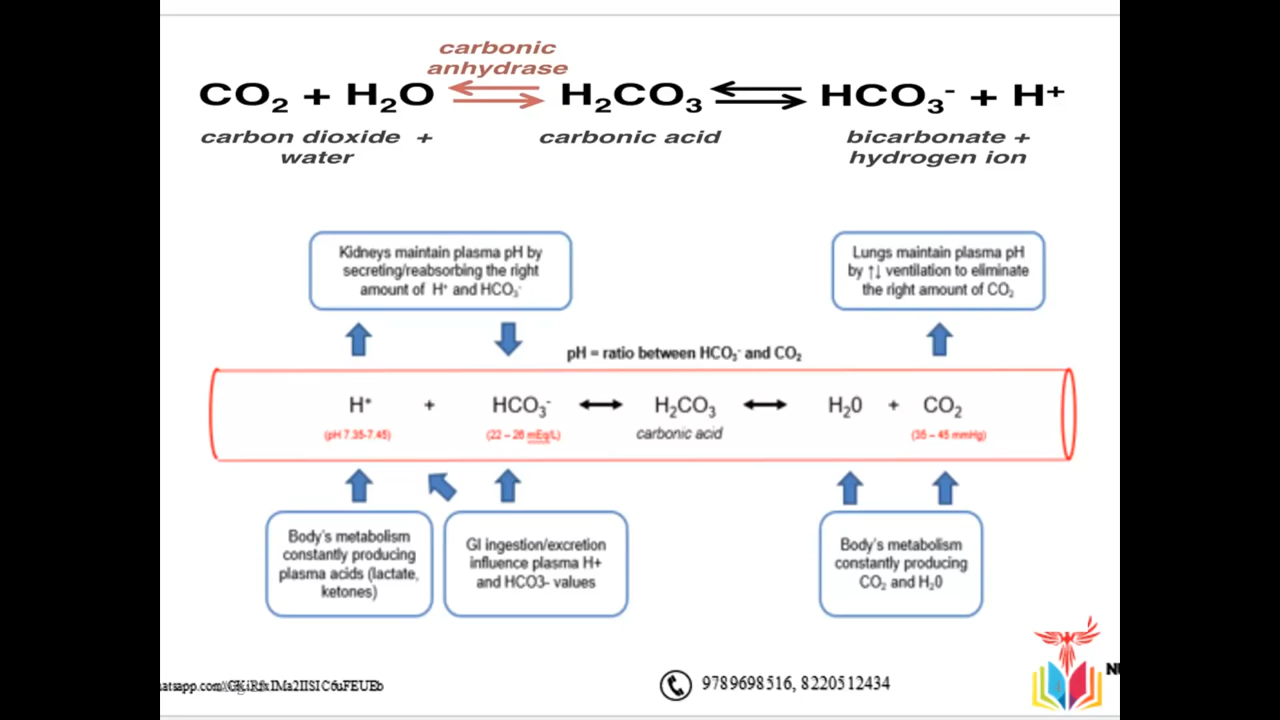 carbonic
anhydrase
CO₂ + H₂O H₂CO₃ HCO₃⁻ + H⁺
carbon dioxide + carbonic acid bicarbonate +
water hydrogen ion
Kidneys maintain plasma pH by
secreting/reabsorbing the right
amount of H⁺ and HCO₃⁻
Lungs maintain plasma pH
by ↑↓ ventilation to eliminate
the right amount of CO₂
pH = ratio between HCO₃⁻ and CO₂
H⁺ + HCO₃⁻ H₂CO₃ H₂0 + CO₂
(pH 7.35-7.45) (22 – 26 mEq/L) carbonic acid (35 – 45 mmHg)
Body's metabolism
constantly producing
plasma acids (lactate,
ketones)
GI ingestion/excretion
influence plasma H+
and HCO3- values
Body's metabolism
constantly producing
CO₂ and H₂0
9789698516, 8220512434